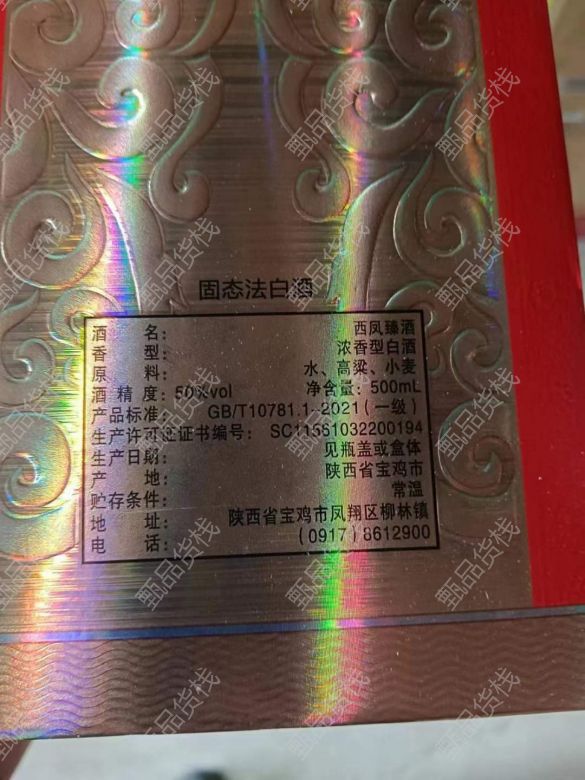 固态法白酒
酒 名： 西凤臻酒
香 型： 浓香型白酒
原 料： 水、高粱、小麦
酒 精 度：50%vol 净含量：500mL
产品标准： GB/T10781.1-2021(一级)
生产许可证证书编号： SC11561032200194
生产日期： 见瓶盖或盒体
产 地： 陕西省宝鸡市
贮存条件： 常温
地 址： 陕西省宝鸡市凤翔区柳林镇
电 话： (0917)8612900
甄品货栈